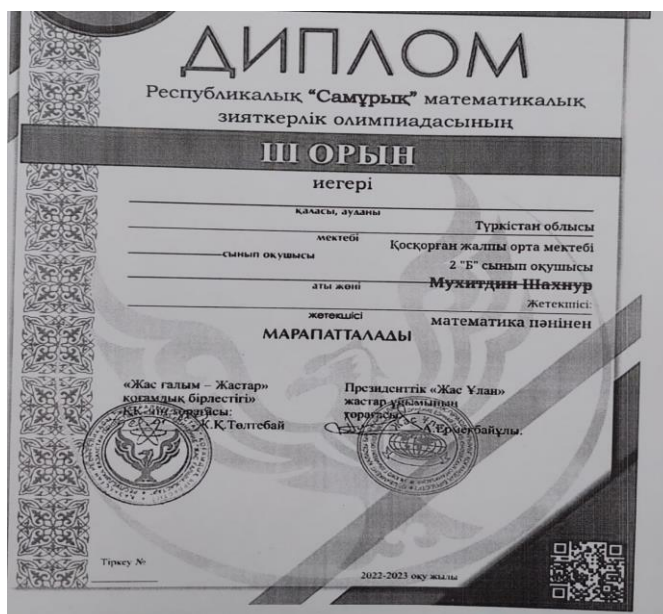 ДИПЛОМ
Республикалық "Самұрық" математикалық
зияткерлік олимпиадасының
III ОРЫН
иегері
қаласы, ауданы
Түркістан облысы
мектебі
Қосқорған жалпы орта мектебі
сынып оқушысы
2 "Б" сынып оқушысы
аты жөні
Мухитдин Шахнур
Жетекшісі:
жетекшісі
математика пәнінен
МАРАПАТТАЛАДЫ
«Жас ғалым – Жастар»
қоғамдық бірлестігі»
төрағасы:
Ж.Қ.Төлтебай
Президенттік «Жас Ұлан»
жастар ұйымының
төрағасы:
А.Ермекбайұлы.
Тіркеу №
2022-2023 оқу жылы